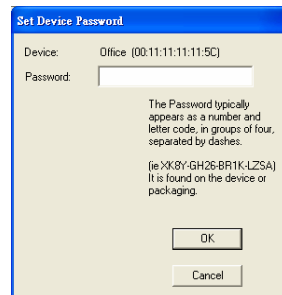 Set Device Password
Device: Office (00:11:11:11:11:5C)
Password:
The Password typically
appears as a number and
letter code, in groups of four,
separated by dashes.
(ie XK8Y-GH26-BR1K-LZSA)
It is found on the device or
packaging.
OK
Cancel